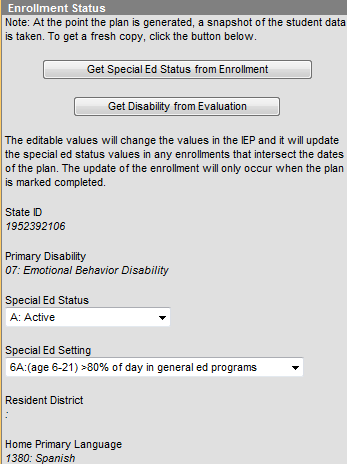 Enrollment Status
Note: At the point the plan is generated, a snapshot of the student data
is taken. To get a fresh copy, click the button below.
Get Special Ed Status from Enrollment
Get Disability from Evaluation
The editable values will change the values in the IEP and it will update
the special ed status values in any enrollments that intersect the dates
of the plan. The update of the enrollment will only occur when the plan
is marked completed.
State ID
1952392106
Primary Disability
07: Emotional Behavior Disability
Special Ed Status
A: Active
Special Ed Setting
6A:(age 6-21) >80% of day in general ed programs
Resident District
:
Home Primary Language
1380: Spanish